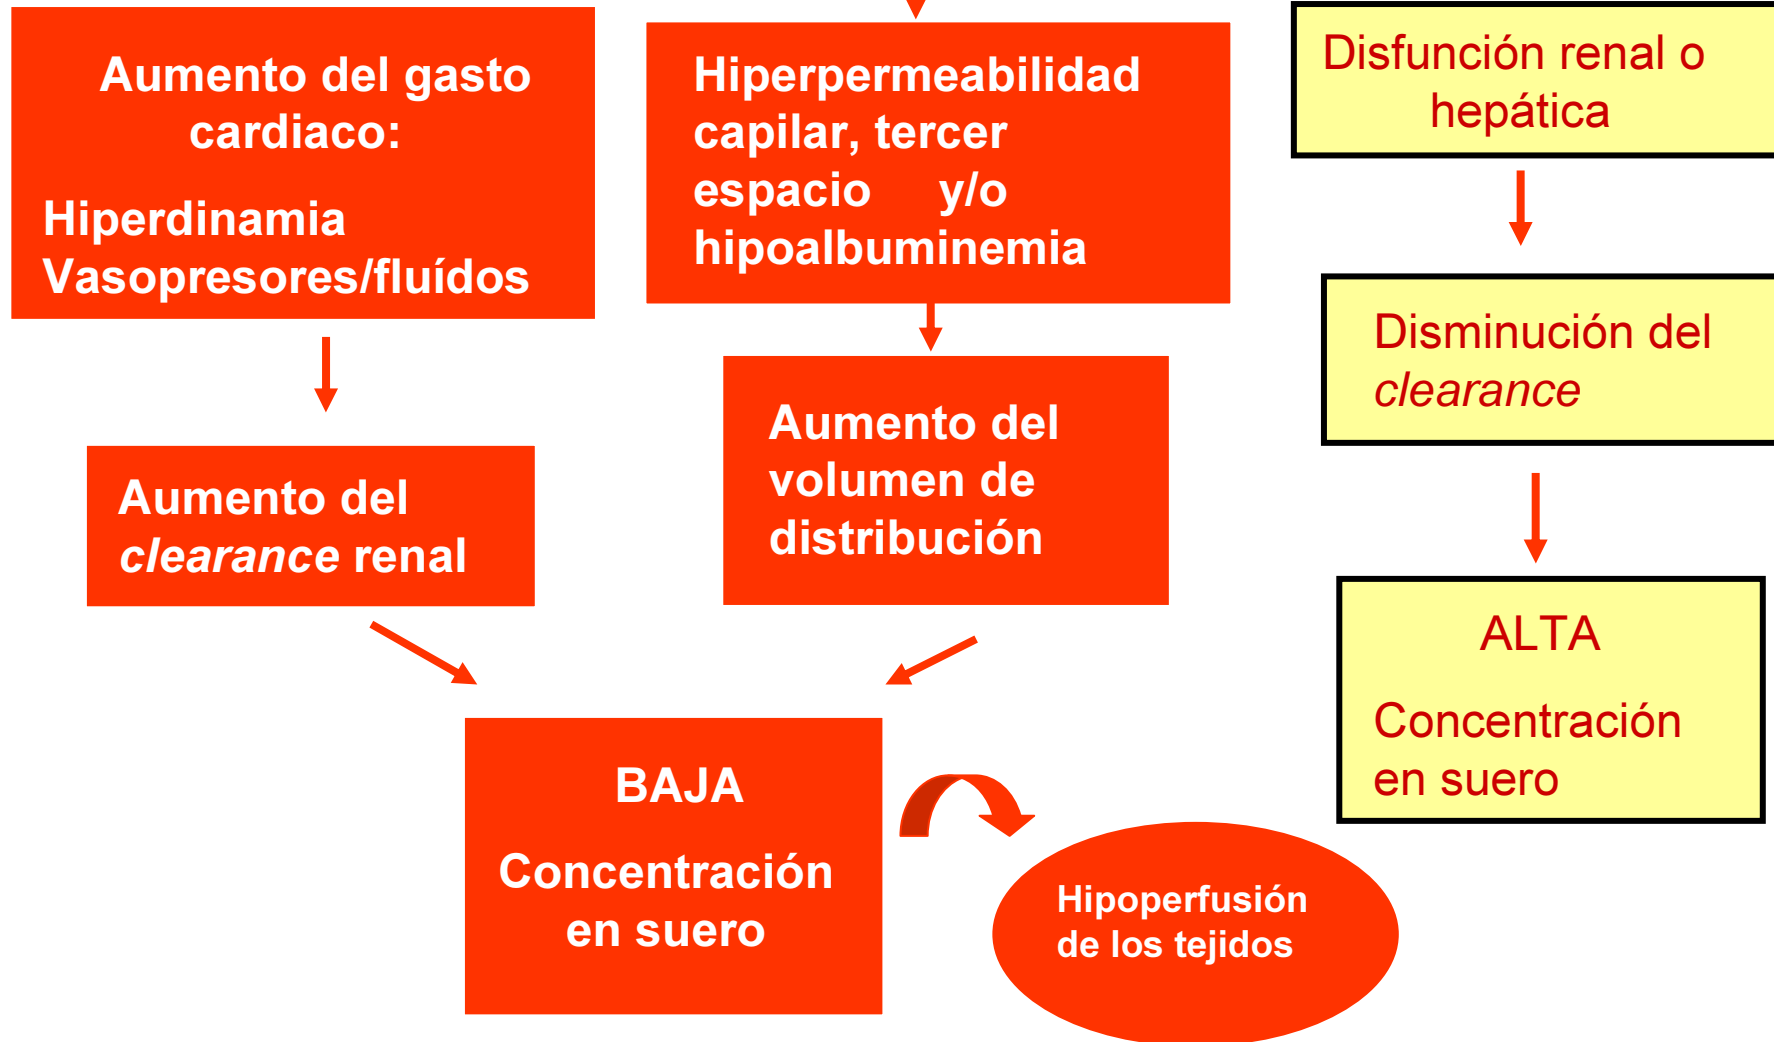 Aumento del gasto
cardiaco:
Hiperdinamia
Vasopresores/fluídos
Hiperpermeabilidad
capilar, tercer
espacio y/o
hipoalbuminemia
Disfunción renal o
hepática
Disminución del
clearance
Aumento del
volumen de
distribución
Aumento del
clearance renal
ALTA
Concentración
en suero
BAJA
Concentración
en suero
Hipoperfusión
de los tejidos